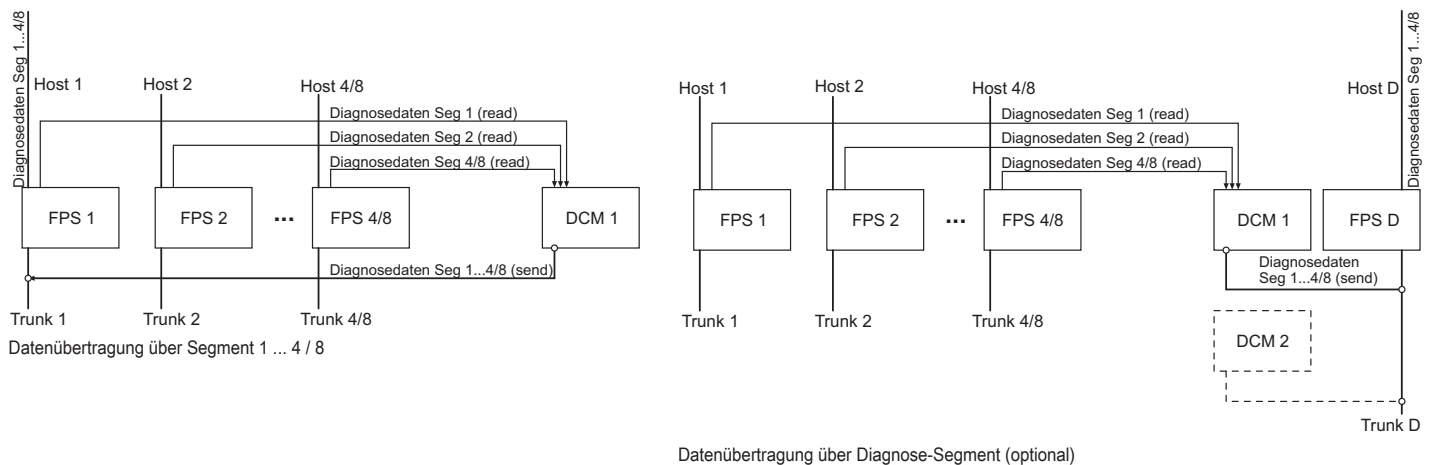 Diagnosedaten Seg 1...4/8
Host 1
Host 2
Host 4/8
Diagnosedaten Seg 1 (read)
Diagnosedaten Seg 2 (read)
Diagnosedaten Seg 4/8 (read)
FPS 1
FPS 2
...
FPS 4/8
DCM 1
Diagnosedaten Seg 1...4/8 (send)
Trunk 1
Trunk 2
Trunk 4/8
Datenübertragung über Segment 1 ... 4 / 8
Host 1
Host 2
Host 4/8
Host D
Diagnosedaten Seg 1...4/8
Diagnosedaten Seg 1 (read)
Diagnosedaten Seg 2 (read)
Diagnosedaten Seg 4/8 (read)
FPS 1
FPS 2
...
FPS 4/8
DCM 1
FPS D
Diagnosedaten
Seg 1...4/8 (send)
Trunk 1
Trunk 2
Trunk 4/8
DCM 2
Trunk D
Datenübertragung über Diagnose-Segment (optional)